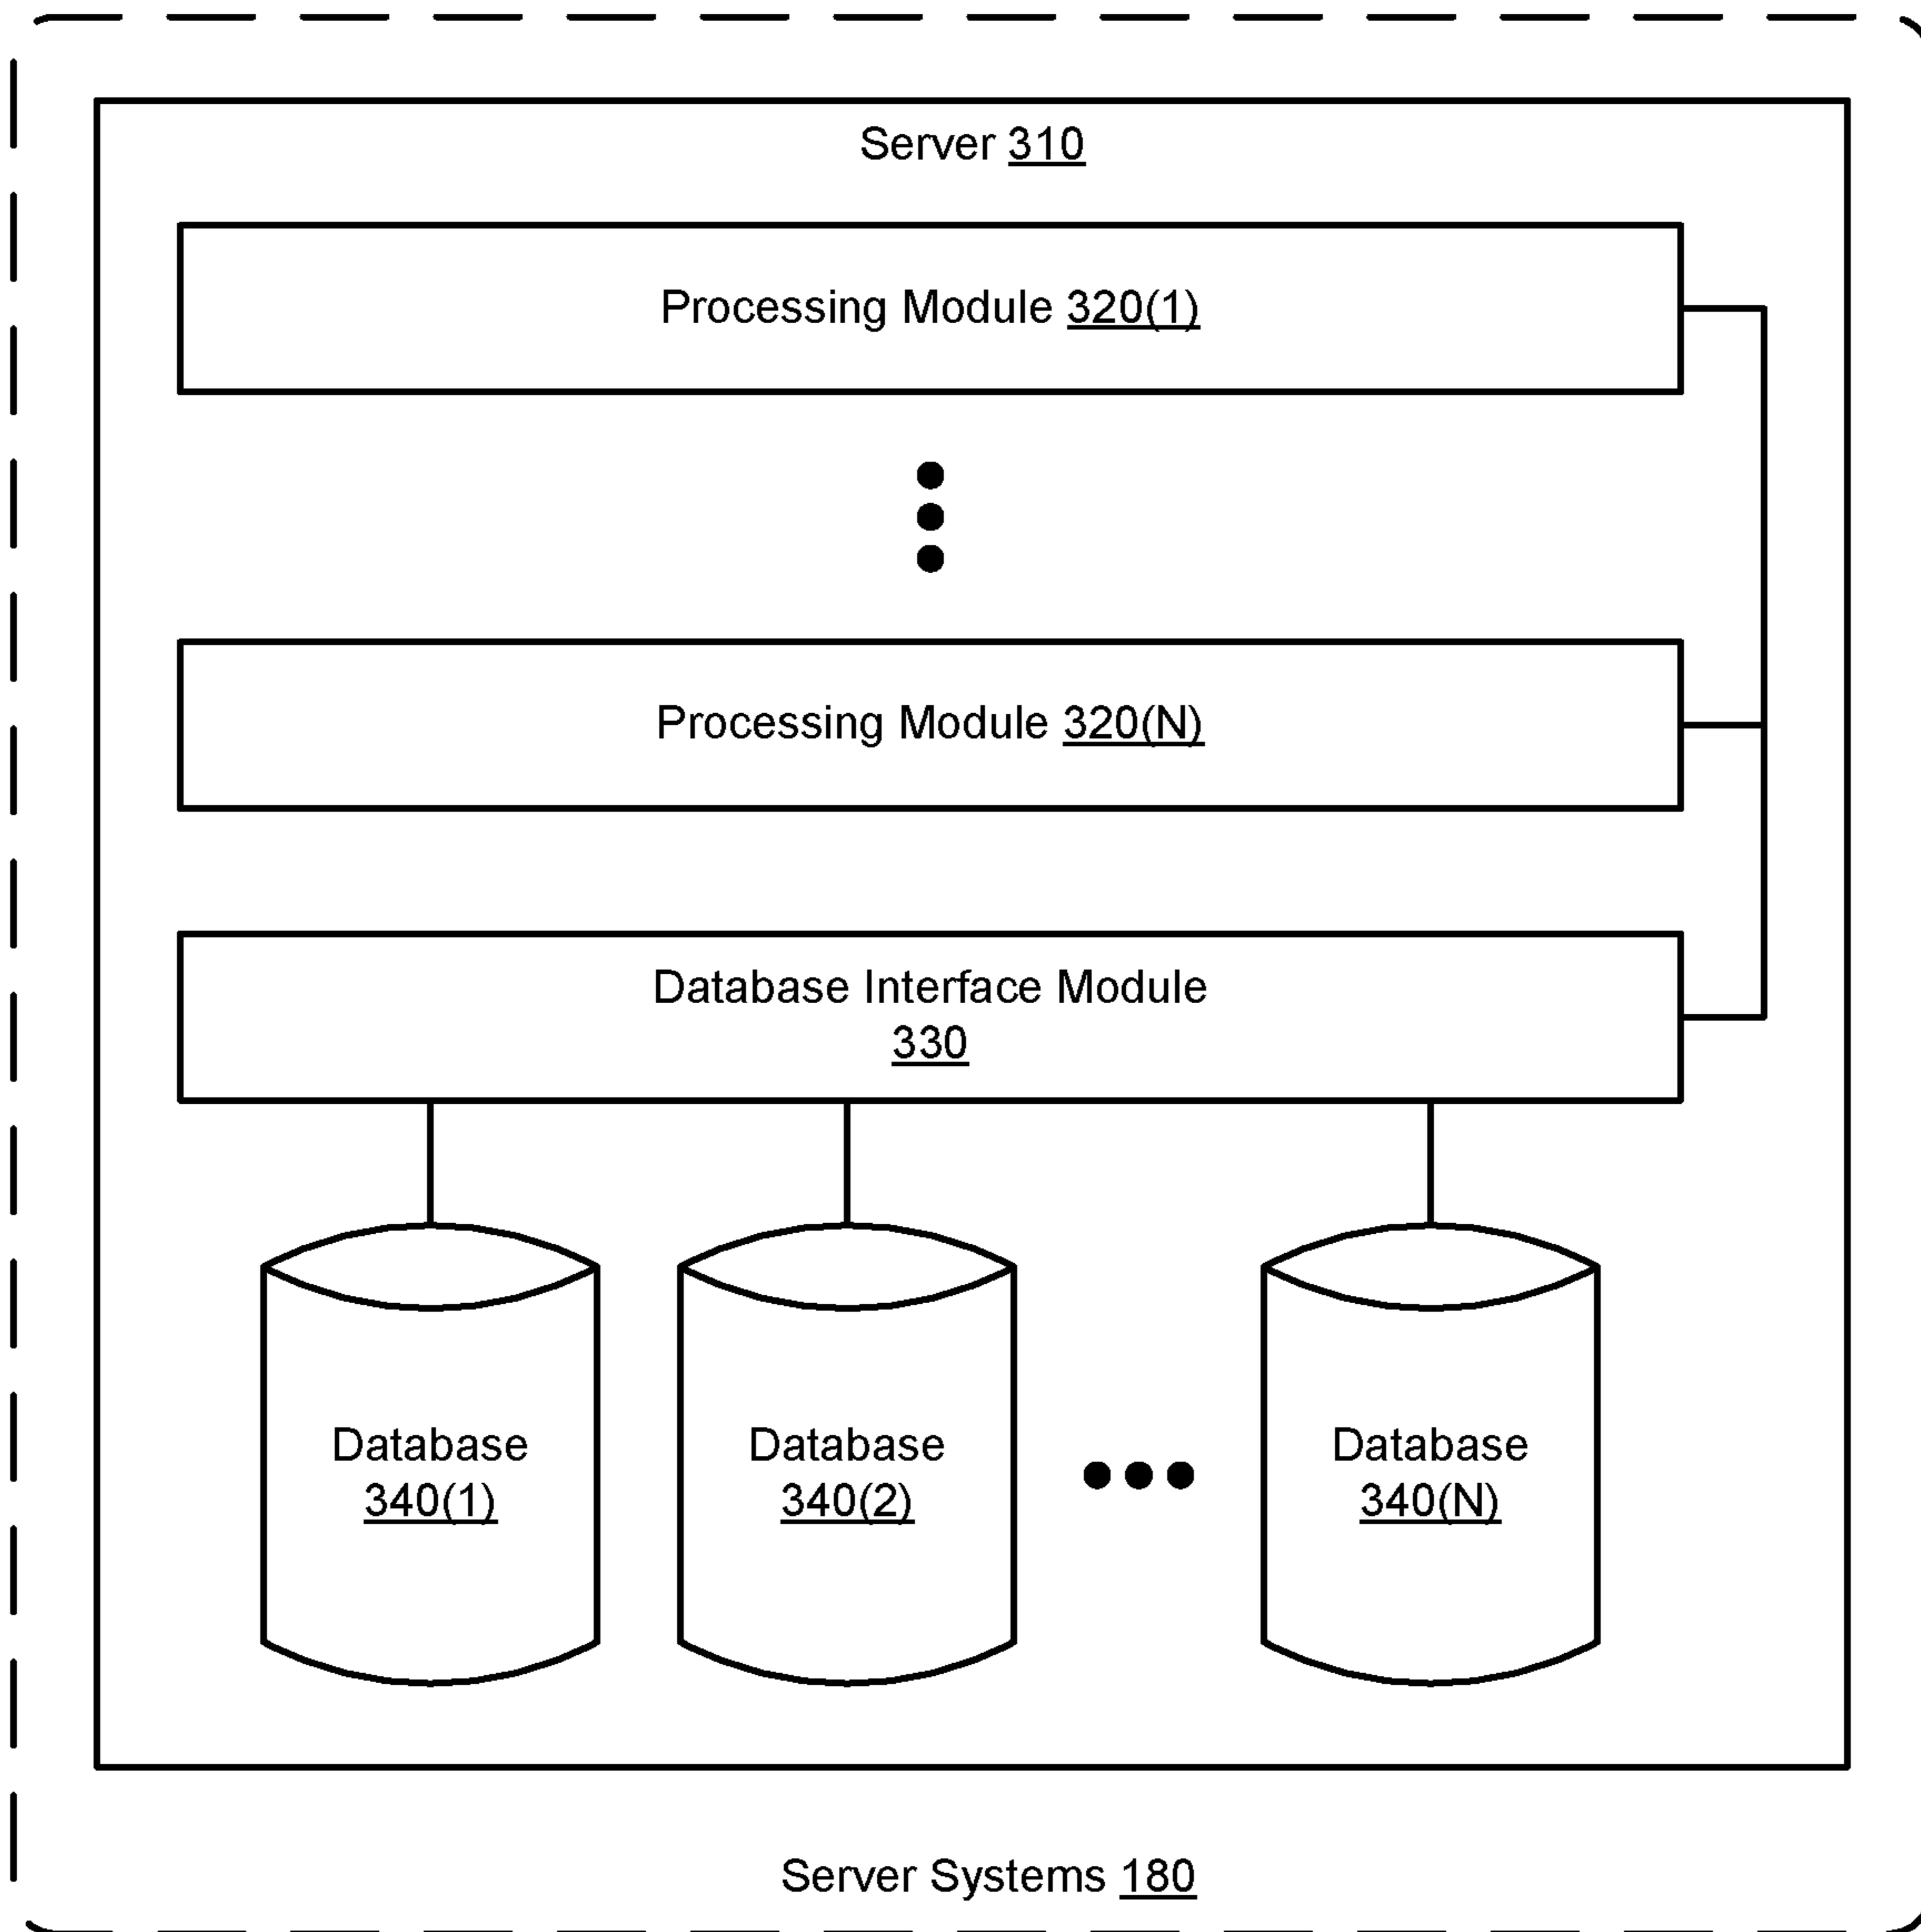 Server 310
Processing Module 320(1)
Processing Module 320(N)
Database Interface Module
330
Database
340(1)
Database
340(2)
Database
340(N)
Server Systems 180